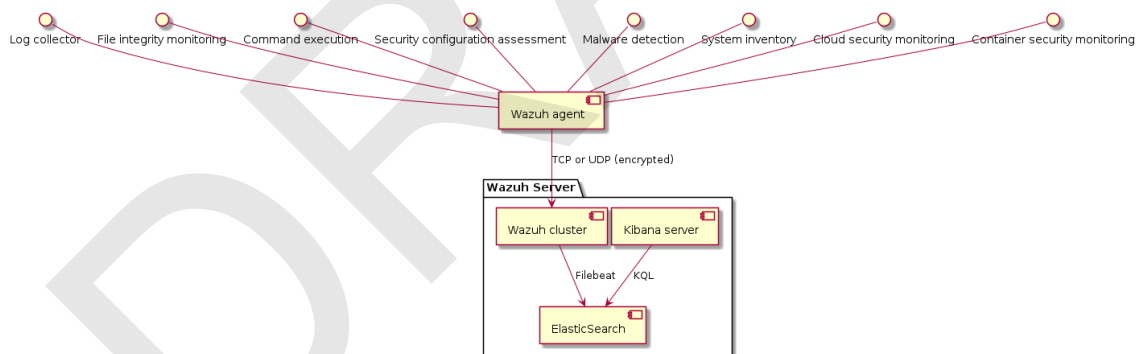 Log collector
File integrity monitoring
Command execution
Security configuration assessment
Malware detection
System inventory
Cloud security monitoring
Container security monitoring
Wazuh agent
TCP or UDP (encrypted)
Wazuh Server
Wazuh cluster
Kibana server
Filebeat
KQL
ElasticSearch